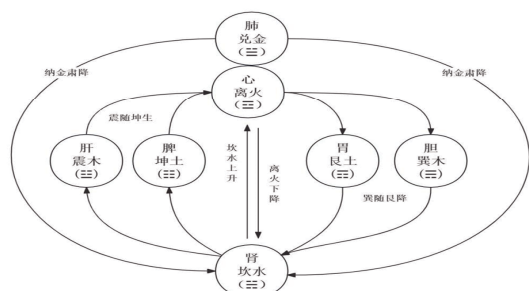 肺
兑金
(☱)
纳金肃降
纳金肃降
心
离火
(☲)
震随坤生
肝
震木
(☳)
脾
坤土
(☷)
坎水上升
离火下降
胃
艮土
(☶)
胆
巽木
(☴)
巽随艮降
肾
坎水
(☵)